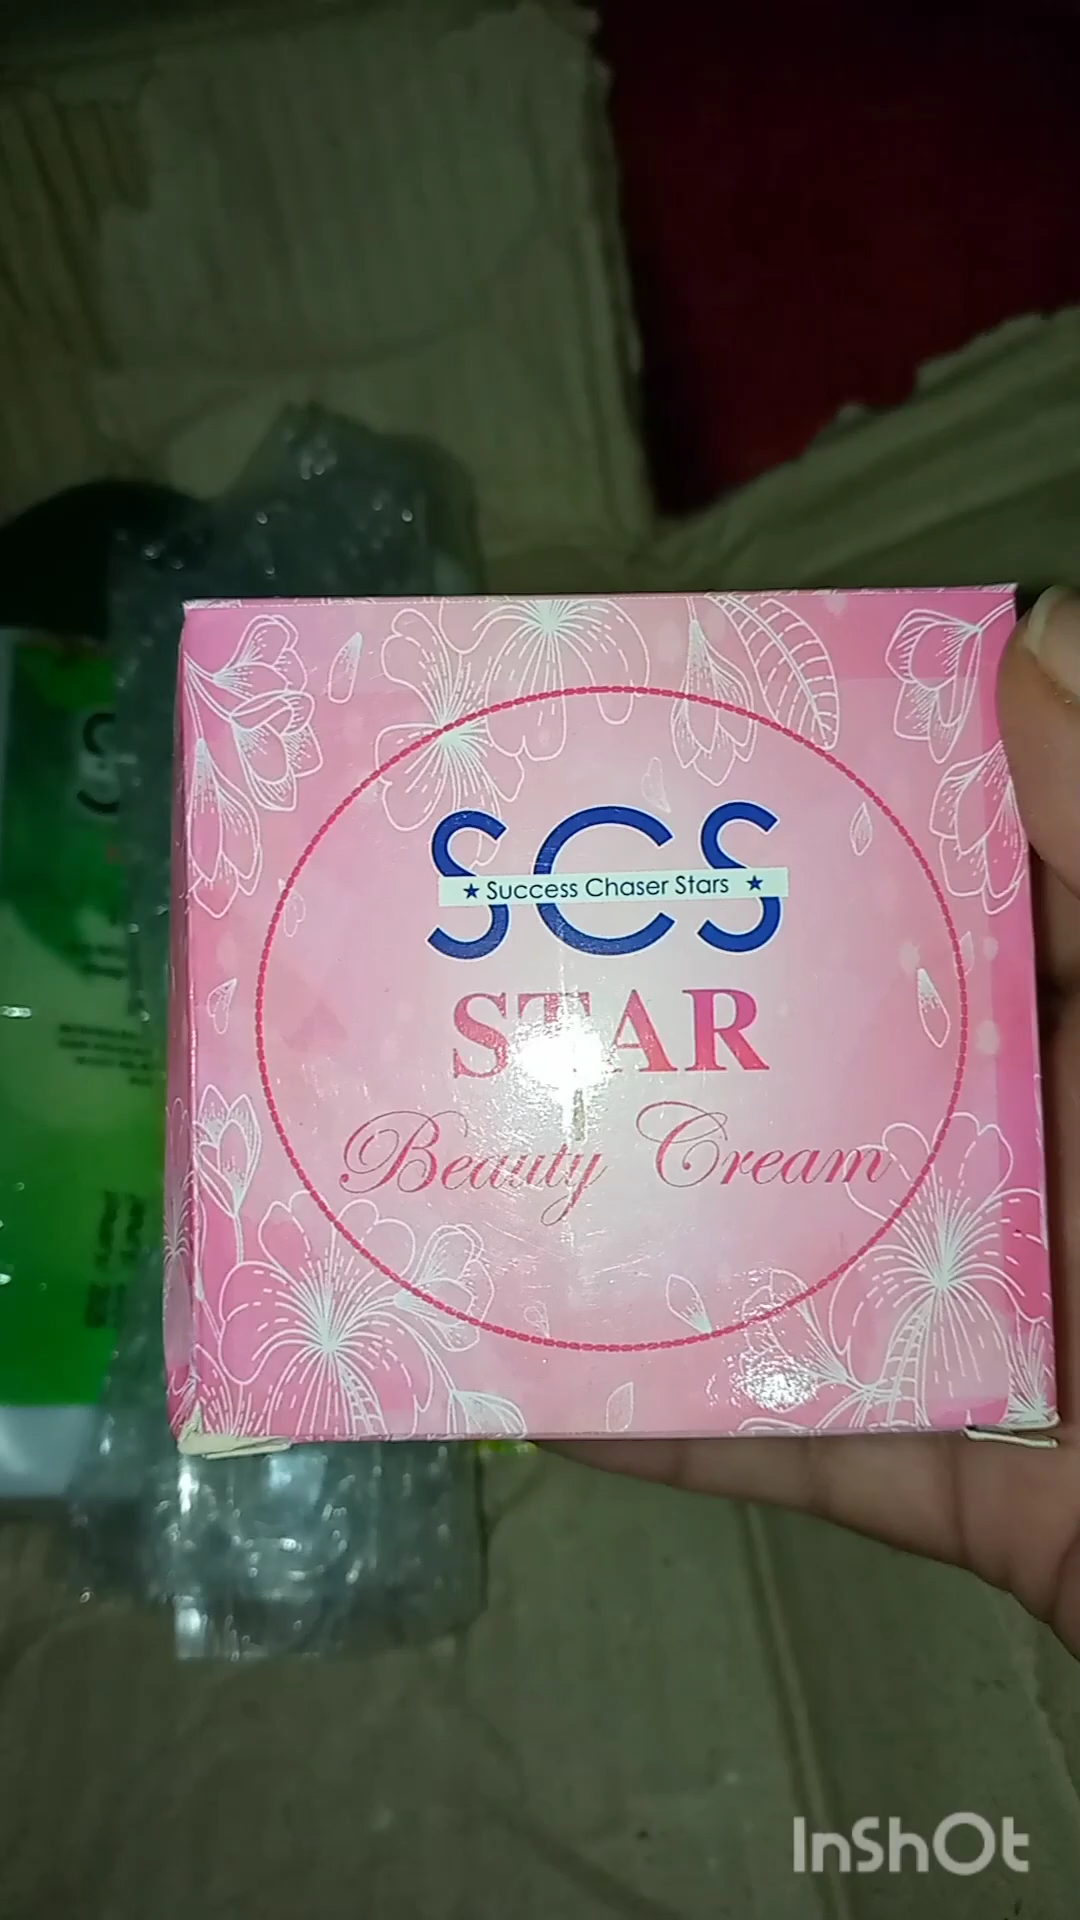 SCS
★ Success Chaser Stars ★
STAR
Beauty Cream
InShOt